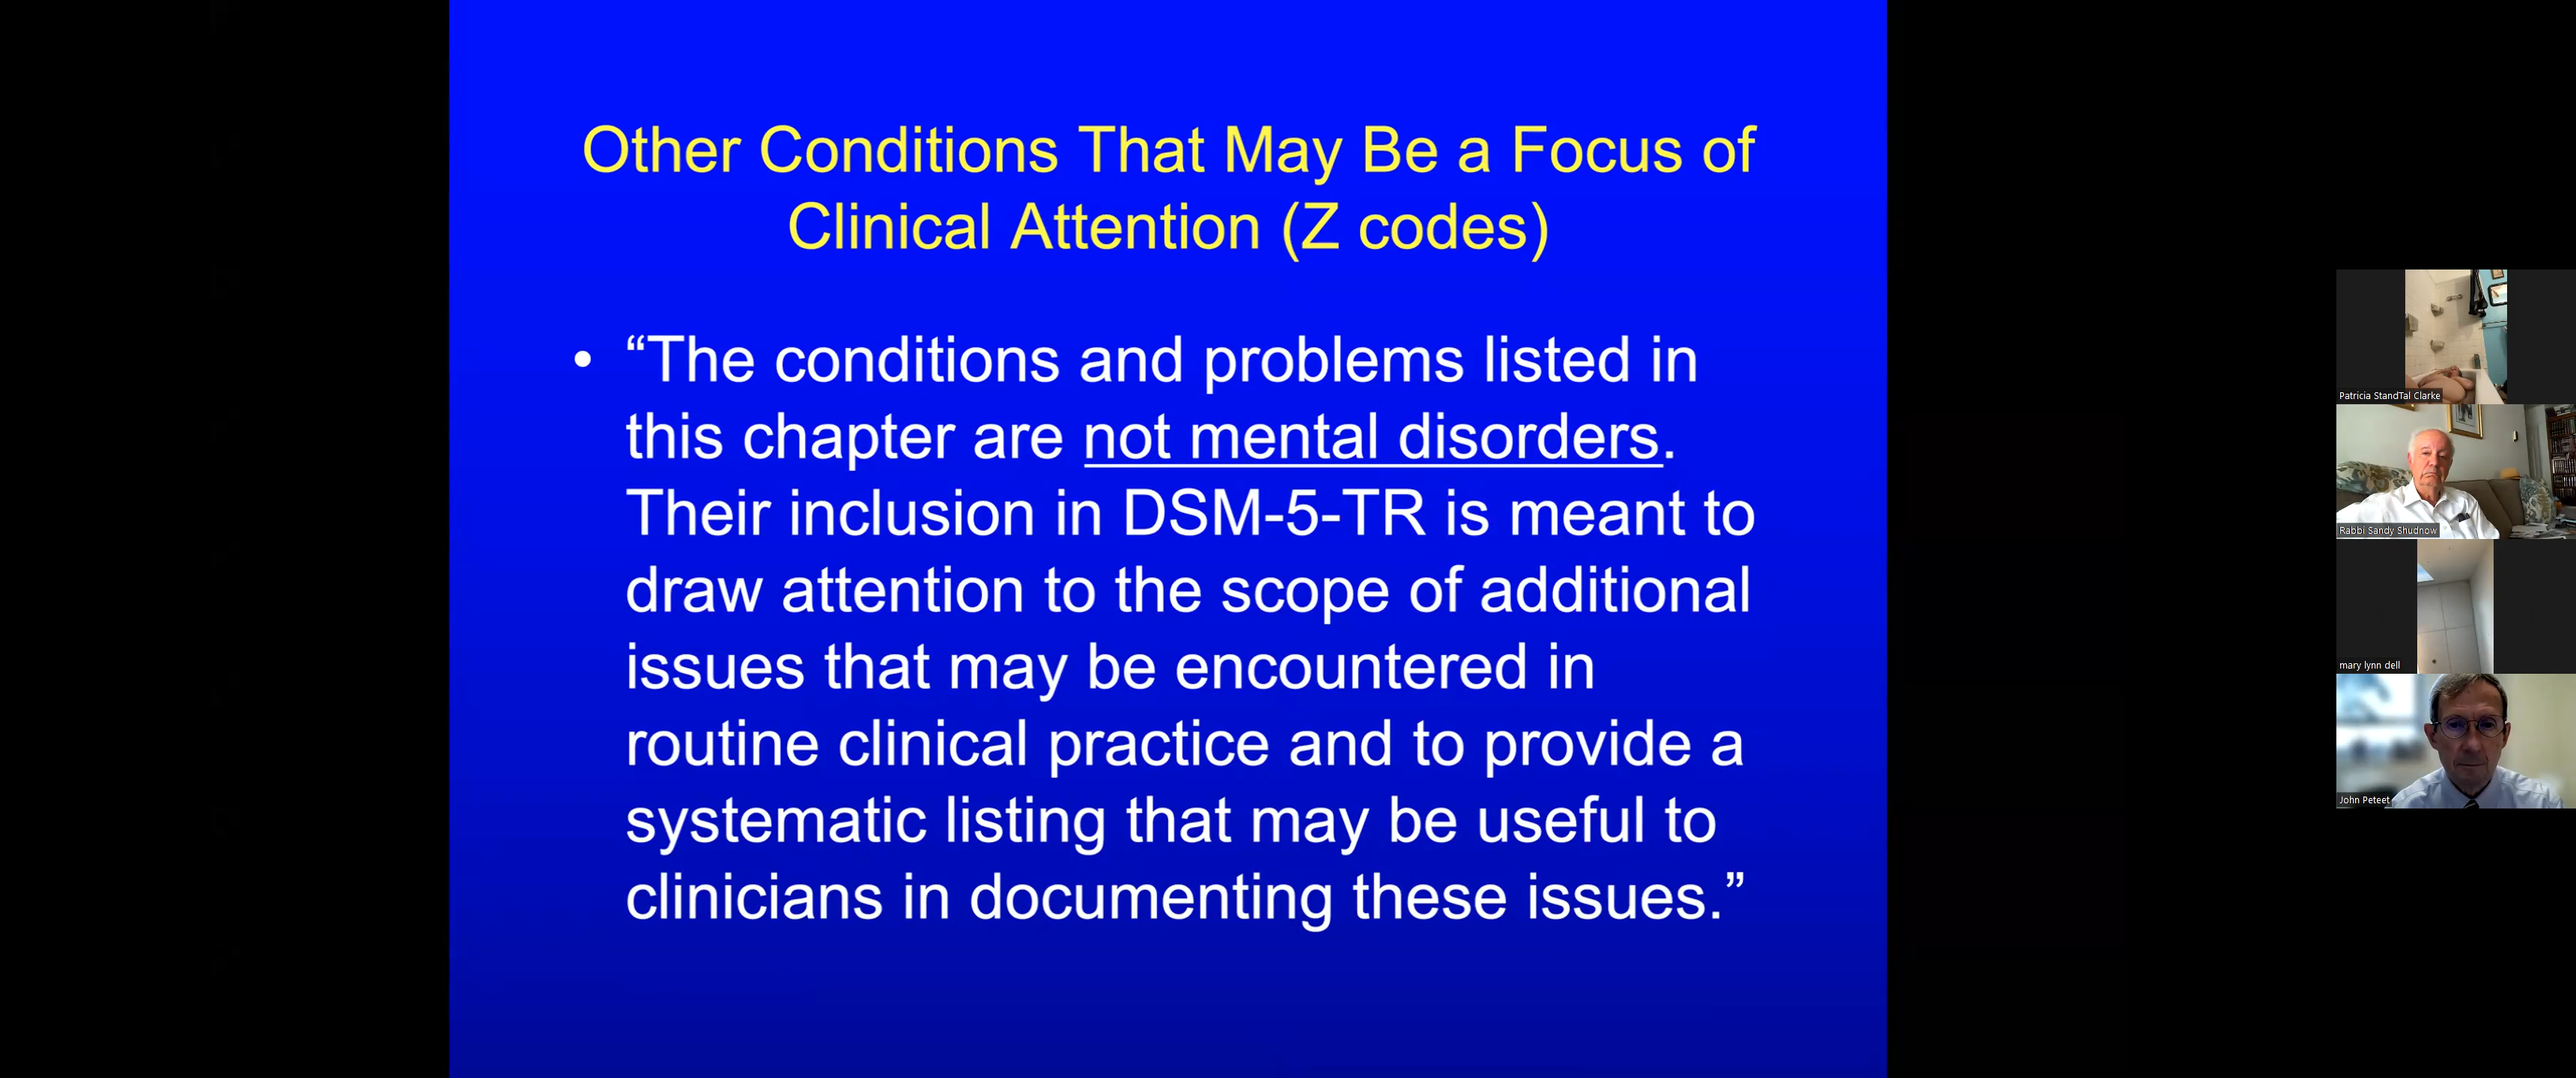 Other Conditions That May Be a Focus of
Clinical Attention (Z codes)
• “The conditions and problems listed in
this chapter are not mental disorders.
Their inclusion in DSM-5-TR is meant to
draw attention to the scope of additional
issues that may be encountered in
routine clinical practice and to provide a
systematic listing that may be useful to
clinicians in documenting these issues.”
Patricia StandTal Clarke
Rabbi Sandy Shudnow
mary lynn dell
John Peteet